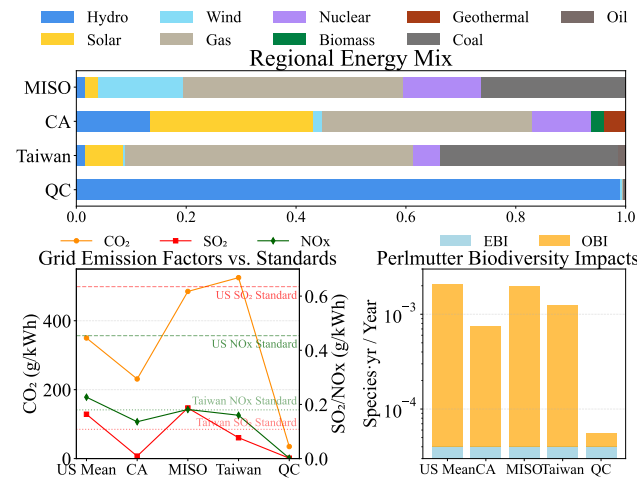 Hydro Wind Nuclear Geothermal Oil
Solar Gas Biomass Coal
Regional Energy Mix
MISO
CA
Taiwan
QC
0.0 0.2 0.4 0.6 0.8 1.0
CO₂ SO₂ NOx
Grid Emission Factors vs. Standards
CO₂ (g/kWh)
400
200
0
US SO₂ Standard
US NOx Standard
Taiwan NOx Standard
Taiwan SO₂ Standard
0.6
0.4
0.2
0.0
SO₂/NOx (g/kWh)
US Mean CA MISO Taiwan QC
EBI OBI
Perlmutter Biodiversity Impacts
Species·yr / Year
10⁻³
10⁻⁴
US Mean CA MISO Taiwan QC